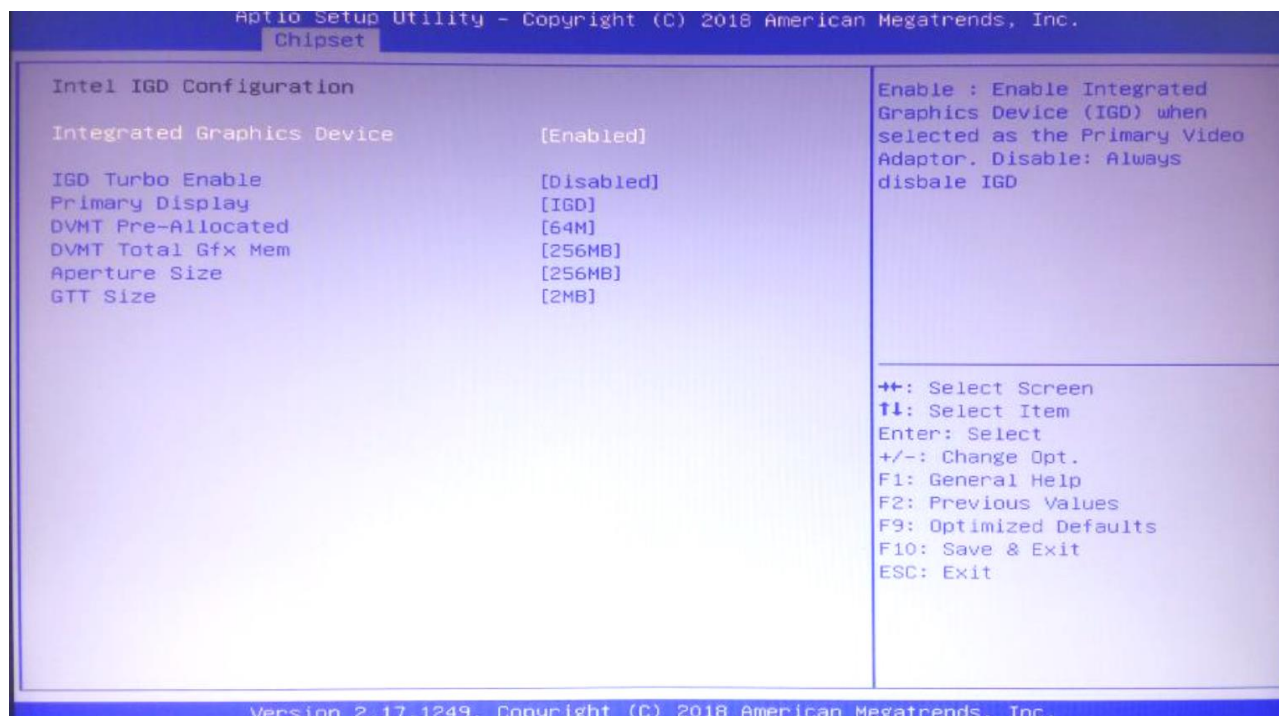 Aptio Setup Utility - Copyright (C) 2018 American Megatrends, Inc.
Chipset
Intel IGD Configuration
Integrated Graphics Device [Enabled]
IGD Turbo Enable [Disabled]
Primary Display [IGD]
DVMT Pre-Allocated [64M]
DVMT Total Gfx Mem [256MB]
Aperture Size [256MB]
GTT Size [2MB]
Enable : Enable Integrated
Graphics Device (IGD) when
selected as the Primary Video
Adaptor. Disable: Always
disbale IGD
→←: Select Screen
↑↓: Select Item
Enter: Select
+/-: Change Opt.
F1: General Help
F2: Previous Values
F9: Optimized Defaults
F10: Save & Exit
ESC: Exit
Version 2.17.1249. Copyright (C) 2018 American Megatrends, Inc.